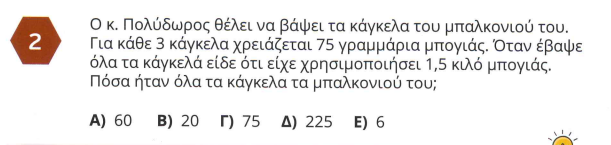 2
Ο κ. Πολύδωρος θέλει να βάψει τα κάγκελα του μπαλκονιού του.
Για κάθε 3 κάγκελα χρειάζεται 75 γραμμάρια μπογιάς. Όταν έβαψε
όλα τα κάγκελά είδε ότι είχε χρησιμοποιήσει 1,5 κιλό μπογιάς.
Πόσα ήταν όλα τα κάγκελα τα μπαλκονιού του;
Α) 60 Β) 20 Γ) 75 Δ) 225 Ε) 6